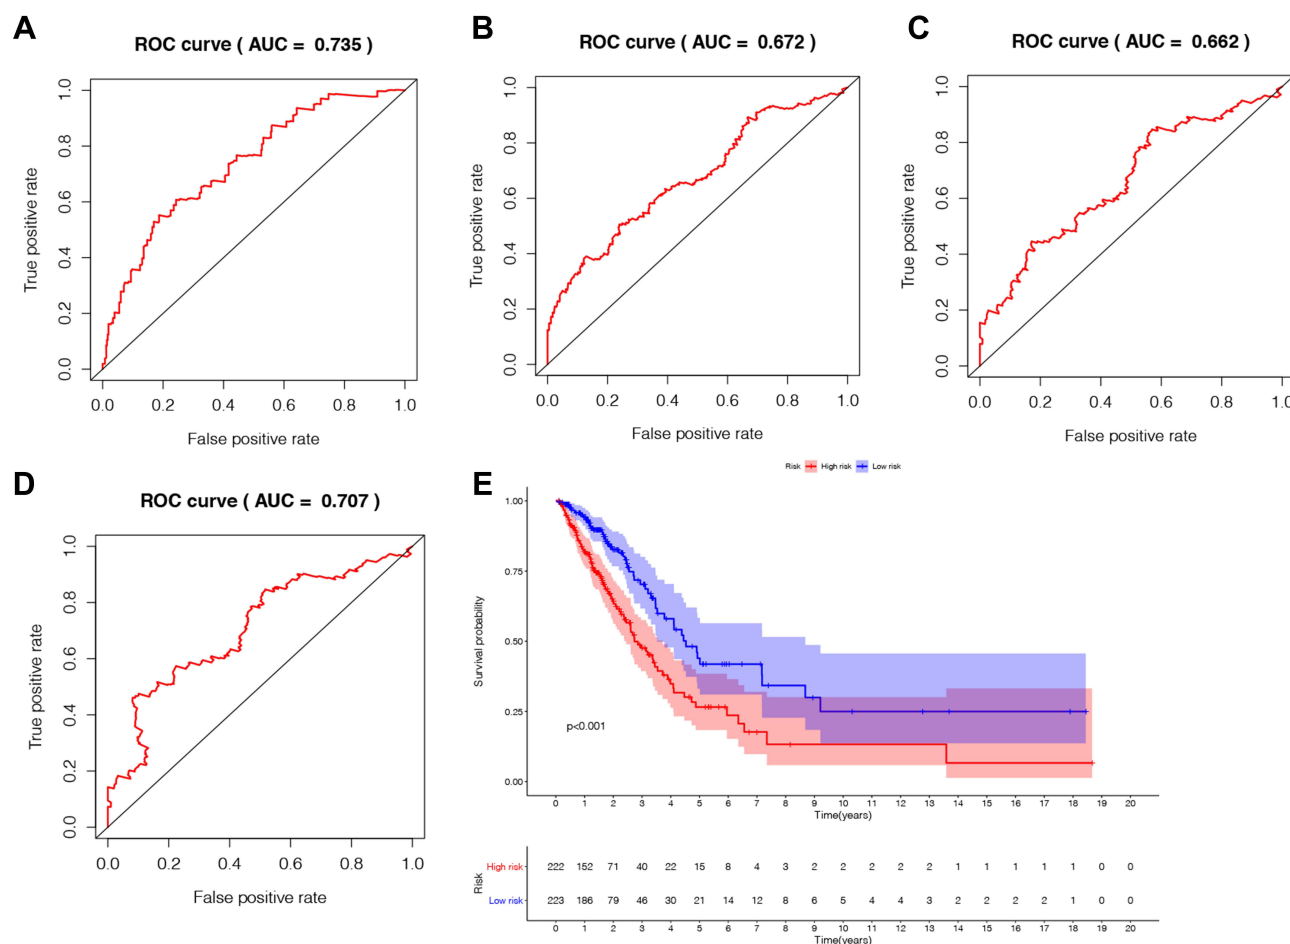 A
ROC curve ( AUC = 0.735 )
True positive rate
1.0
0.8
0.6
0.4
0.2
0.0
0.0 0.2 0.4 0.6 0.8 1.0
False positive rate
B
ROC curve ( AUC = 0.672 )
True positive rate
1.0
0.8
0.6
0.4
0.2
0.0
0.0 0.2 0.4 0.6 0.8 1.0
False positive rate
C
ROC curve ( AUC = 0.662 )
True positive rate
1.0
0.8
0.6
0.4
0.2
0.0
0.0 0.2 0.4 0.6 0.8 1.0
False positive rate
D
ROC curve ( AUC = 0.707 )
True positive rate
1.0
0.8
0.6
0.4
0.2
0.0
0.0 0.2 0.4 0.6 0.8 1.0
False positive rate
E
Risk High risk Low risk
Survival probability
1.00
0.75
0.50
0.25
0.00
p<0.001
0 1 2 3 4 5 6 7 8 9 10 11 12 13 14 15 16 17 18 19 20
Time(years)
Risk
High risk 222 152 71 40 22 15 8 4 3 2 2 2 2 2 1 1 1 1 1 0 0
Low risk 223 186 79 46 30 21 14 12 8 6 5 4 4 3 2 2 2 2 1 0 0
0 1 2 3 4 5 6 7 8 9 10 11 12 13 14 15 16 17 18 19 20
Time(years)